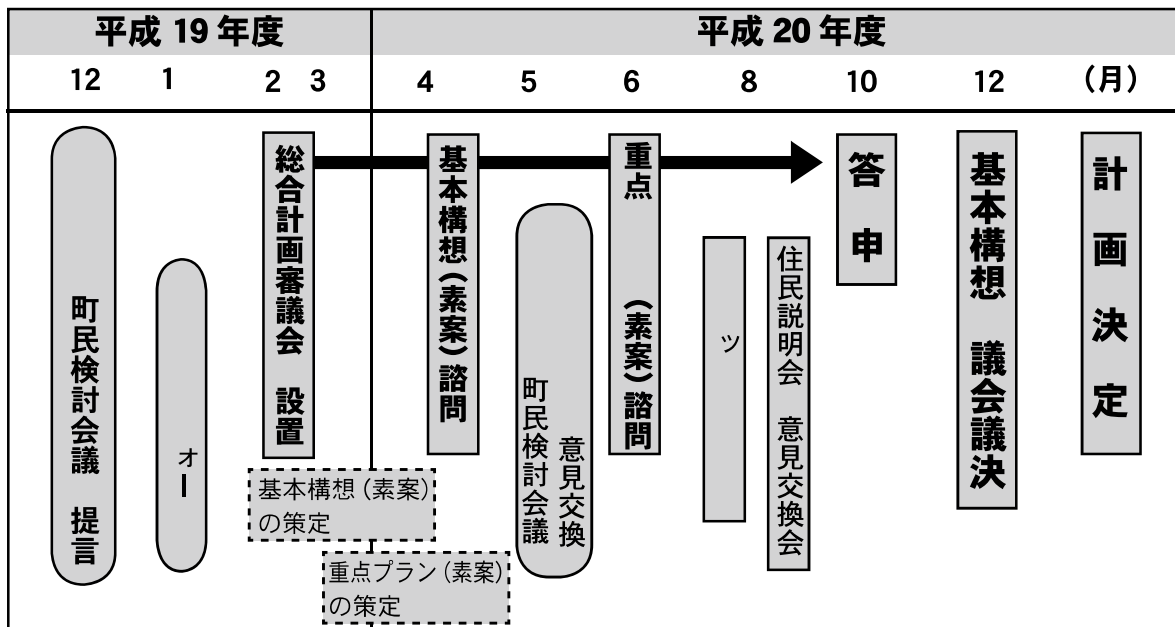 平成 19 年度
平成 20 年度
12
1
2
3
4
5
6
8
10
12
(月)
町民検討会議 提言
オー
総合計画審議会 設置
基本構想(素案)の策定
重点プラン(素案)の策定
基本構想(素案)諮問
町民検討会議
意見交換
重点 (素案)諮問
ッ
住民説明会 意見交換会
答申
基本構想 議会議決
計画決定